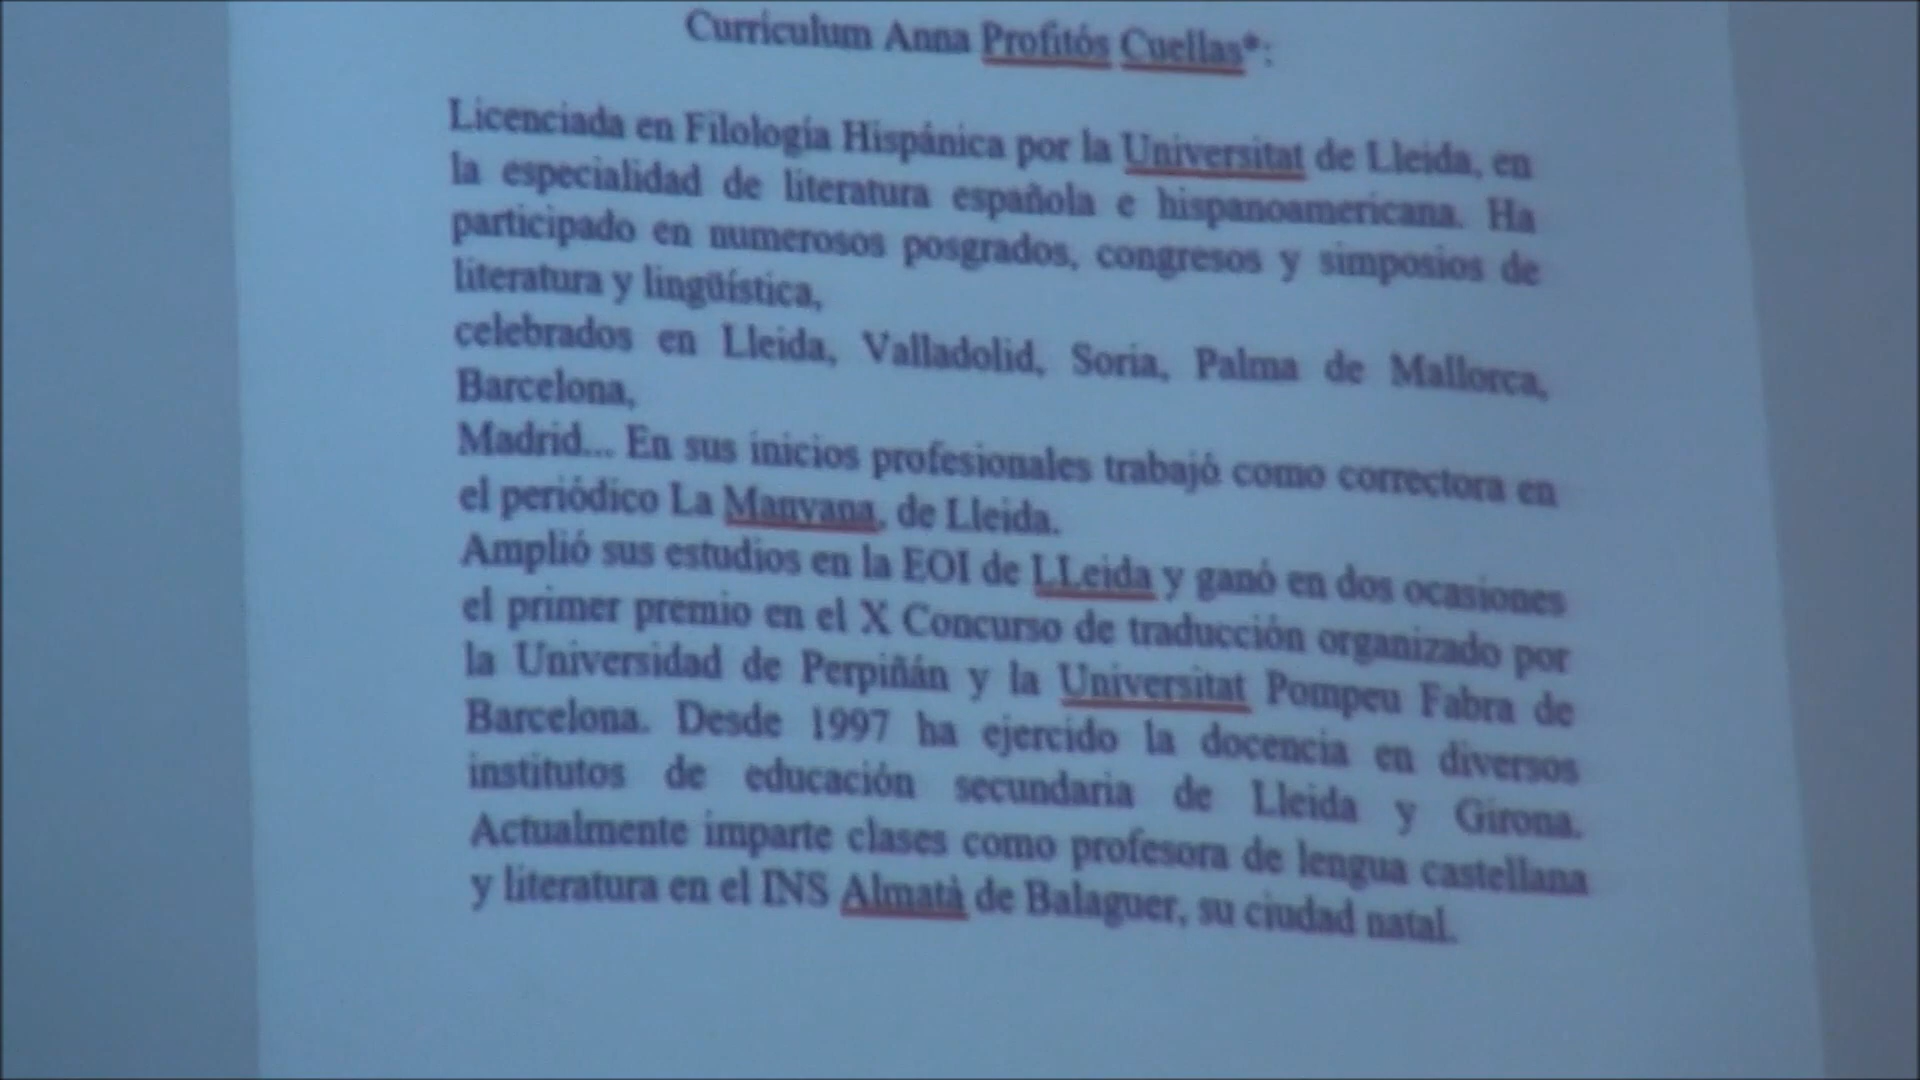 Curriculum Anna Profitós Cuellas*:
Licenciada en Filología Hispánica por la Universitat de Lleida, en
la especialidad de literatura española e hispanoamericana. Ha
participado en numerosos posgrados, congresos y simposios de
literatura y lingüística,
celebrados en Lleida, Valladolid, Soria, Palma de Mallorca,
Barcelona,
Madrid... En sus inicios profesionales trabajó como correctora en
el periódico La Manyana, de Lleida.
Amplió sus estudios en la EOI de LLeida y ganó en dos ocasiones
el primer premio en el X Concurso de traducción organizado por
la Universidad de Perpiñán y la Universitat Pompeu Fabra de
Barcelona. Desde 1997 ha ejercido la docencia en diversos
institutos de educación secundaria de Lleida y Girona.
Actualmente imparte clases como profesora de lengua castellana
y literatura en el INS Almatà de Balaguer, su ciudad natal.